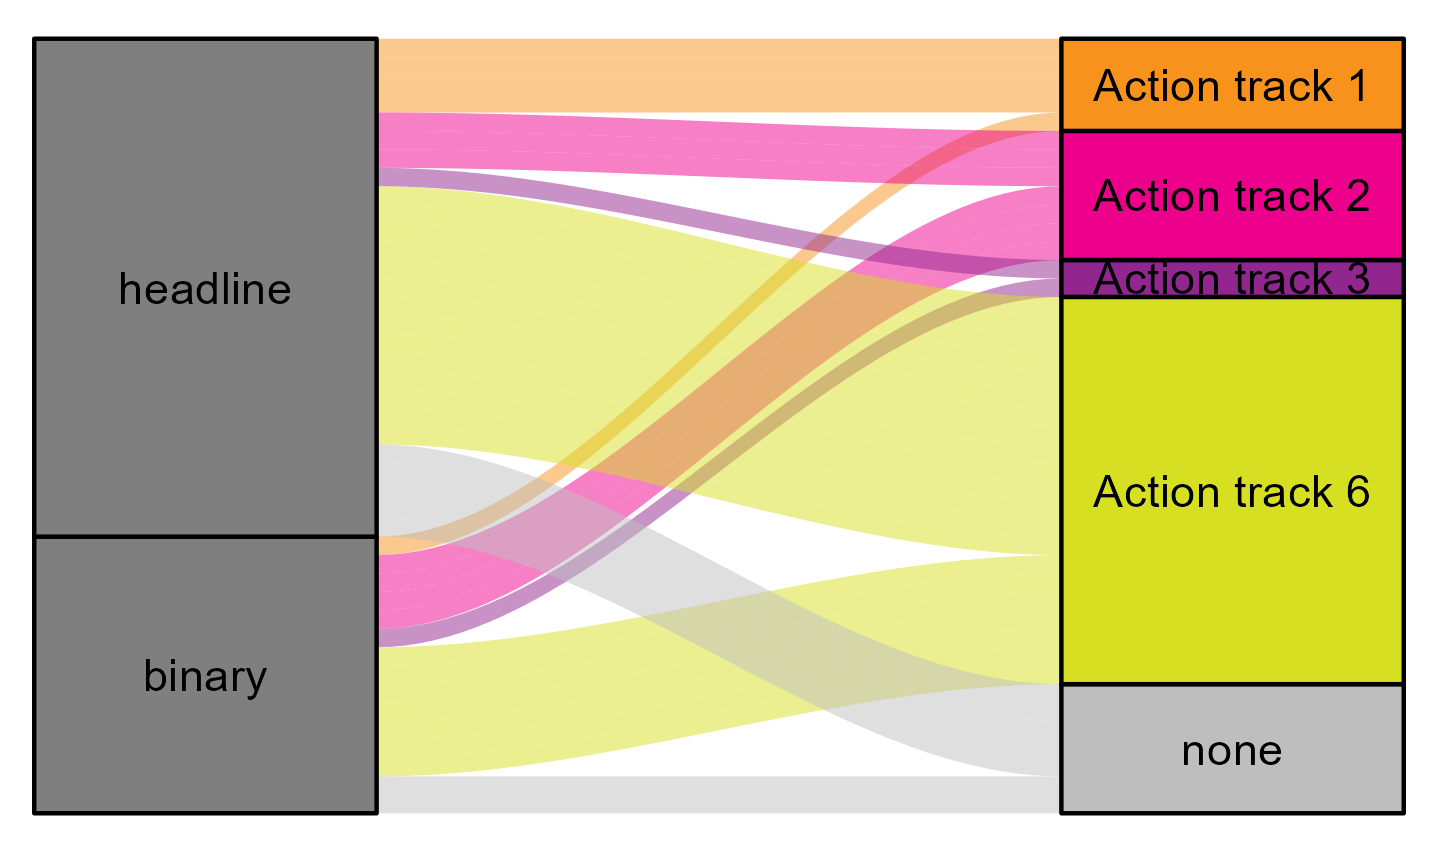 headline
binary
Action track 1
Action track 2
Action track 3
Action track 6
none